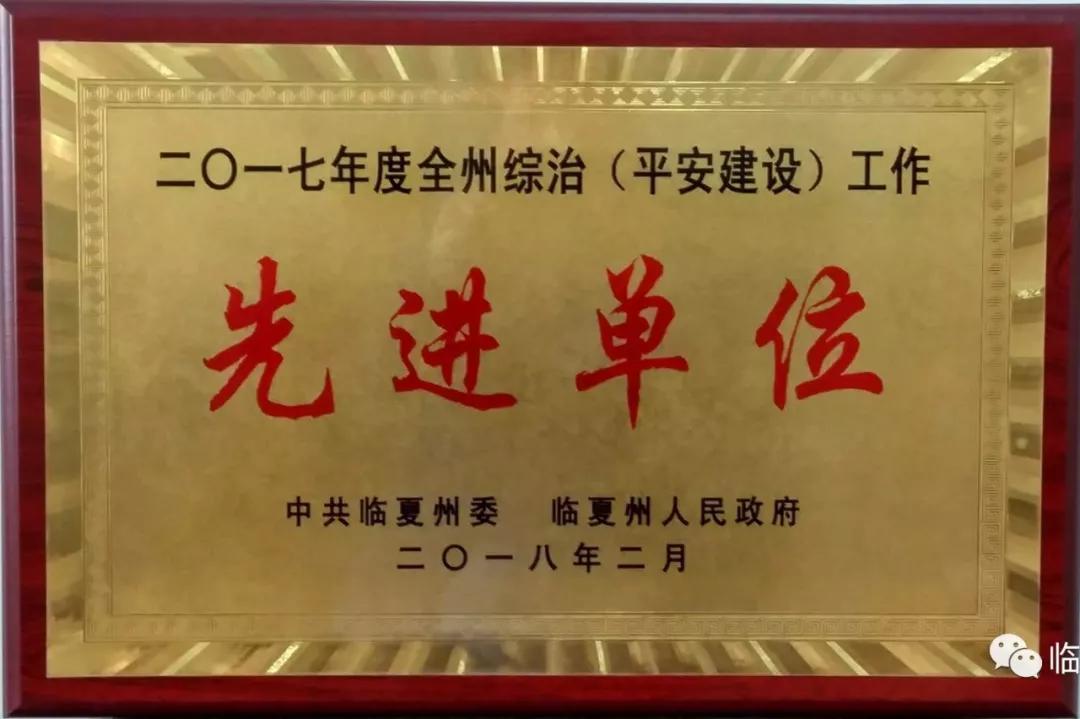 二〇一七年度全州综治（平安建设）工作
先进单位
中共临夏州委 临夏州人民政府
二〇一八年二月
临